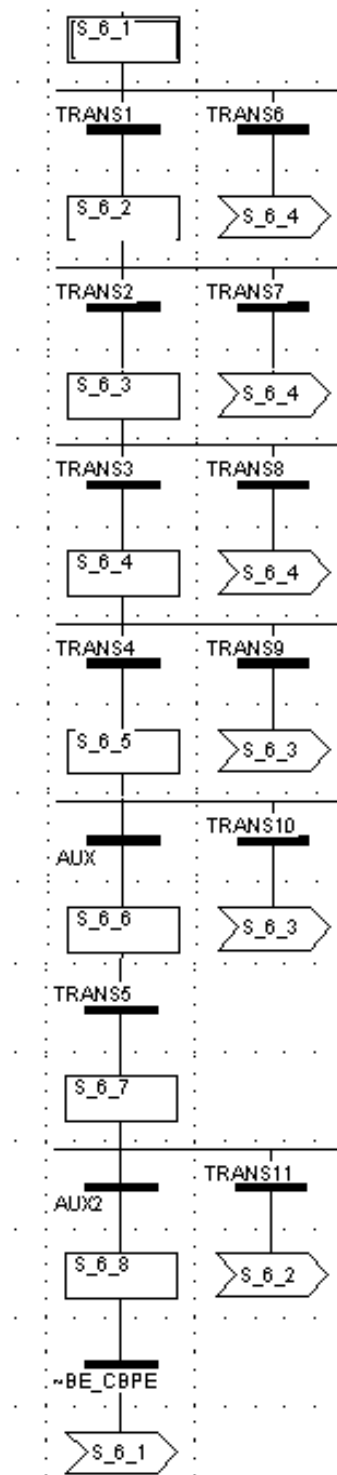 S_6_1
TRANS1 TRANS6
S_6_2 S_6_4
TRANS2 TRANS7
S_6_3 S_6_4
TRANS3 TRANS8
S_6_4 S_6_4
TRANS4 TRANS9
S_6_5 S_6_3
TRANS10
AUX
S_6_6 S_6_3
TRANS5
S_6_7
TRANS11
AUX2
S_6_8 S_6_2
~BE_CBPE
S_6_1